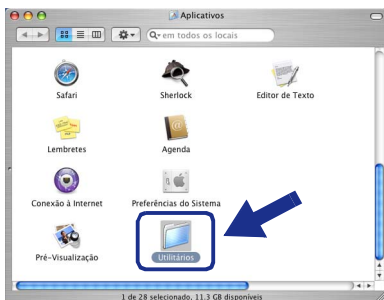 Aplicativos
em todos os locais
Safari
Sherlock
Editor de Texto
Lembretes
Agenda
Conexão à Internet
Preferências do Sistema
Pré-Visualização
Utilitários
1 de 28 selecionado, 11.3 GB disponíveis